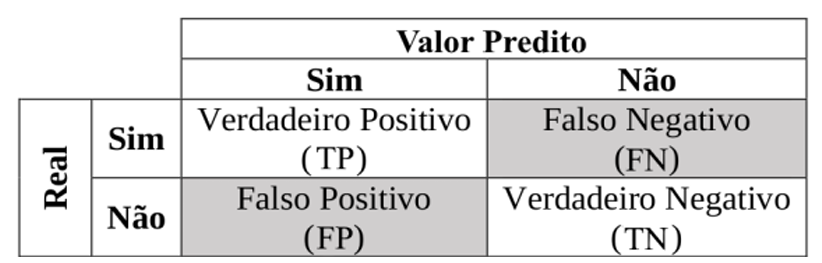 Valor Predito
Sim
Não
Real
Sim
Verdadeiro Positivo
(TP)
Falso Negativo
(FN)
Não
Falso Positivo
(FP)
Verdadeiro Negativo
(TN)